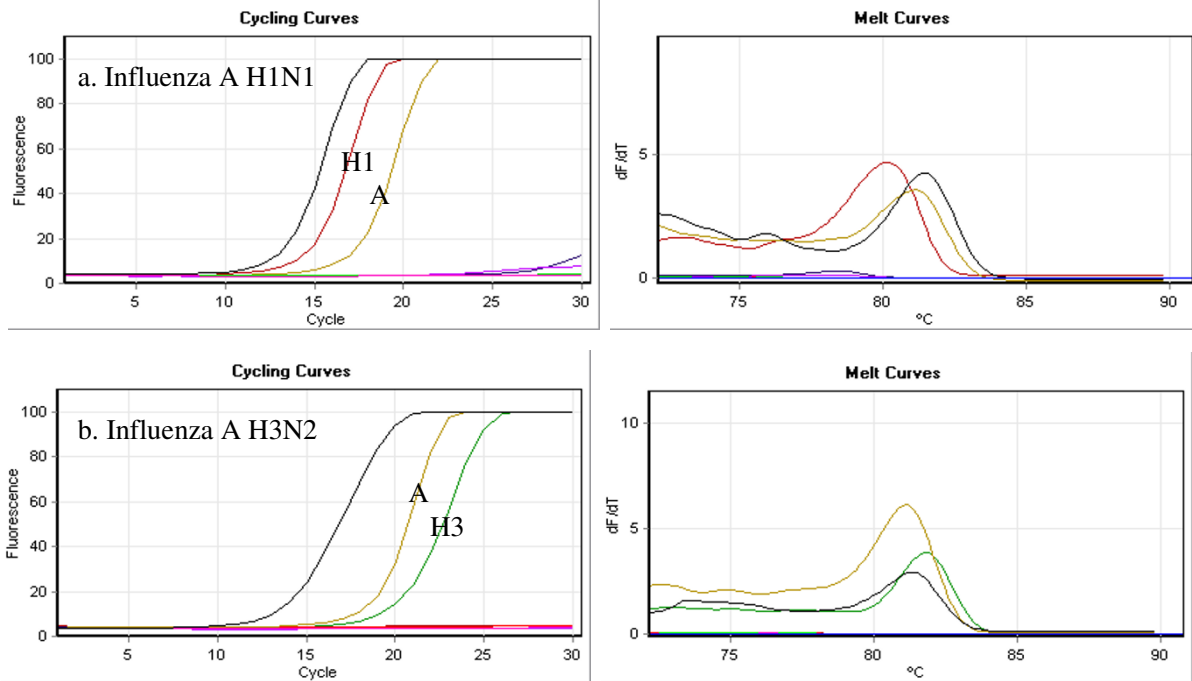 Cycling Curves
100
80
60
40
20
0
Fluorescence
a. Influenza A H1N1
H1
A
5
10
15
20
25
30
Cycle
Melt Curves
5
0
dF/dT
75
80
85
90
°C
Cycling Curves
100
80
60
40
20
0
Fluorescence
b. Influenza A H3N2
A
H3
5
10
15
20
25
30
Cycle
Melt Curves
10
5
0
dF/dT
75
80
85
90
°C